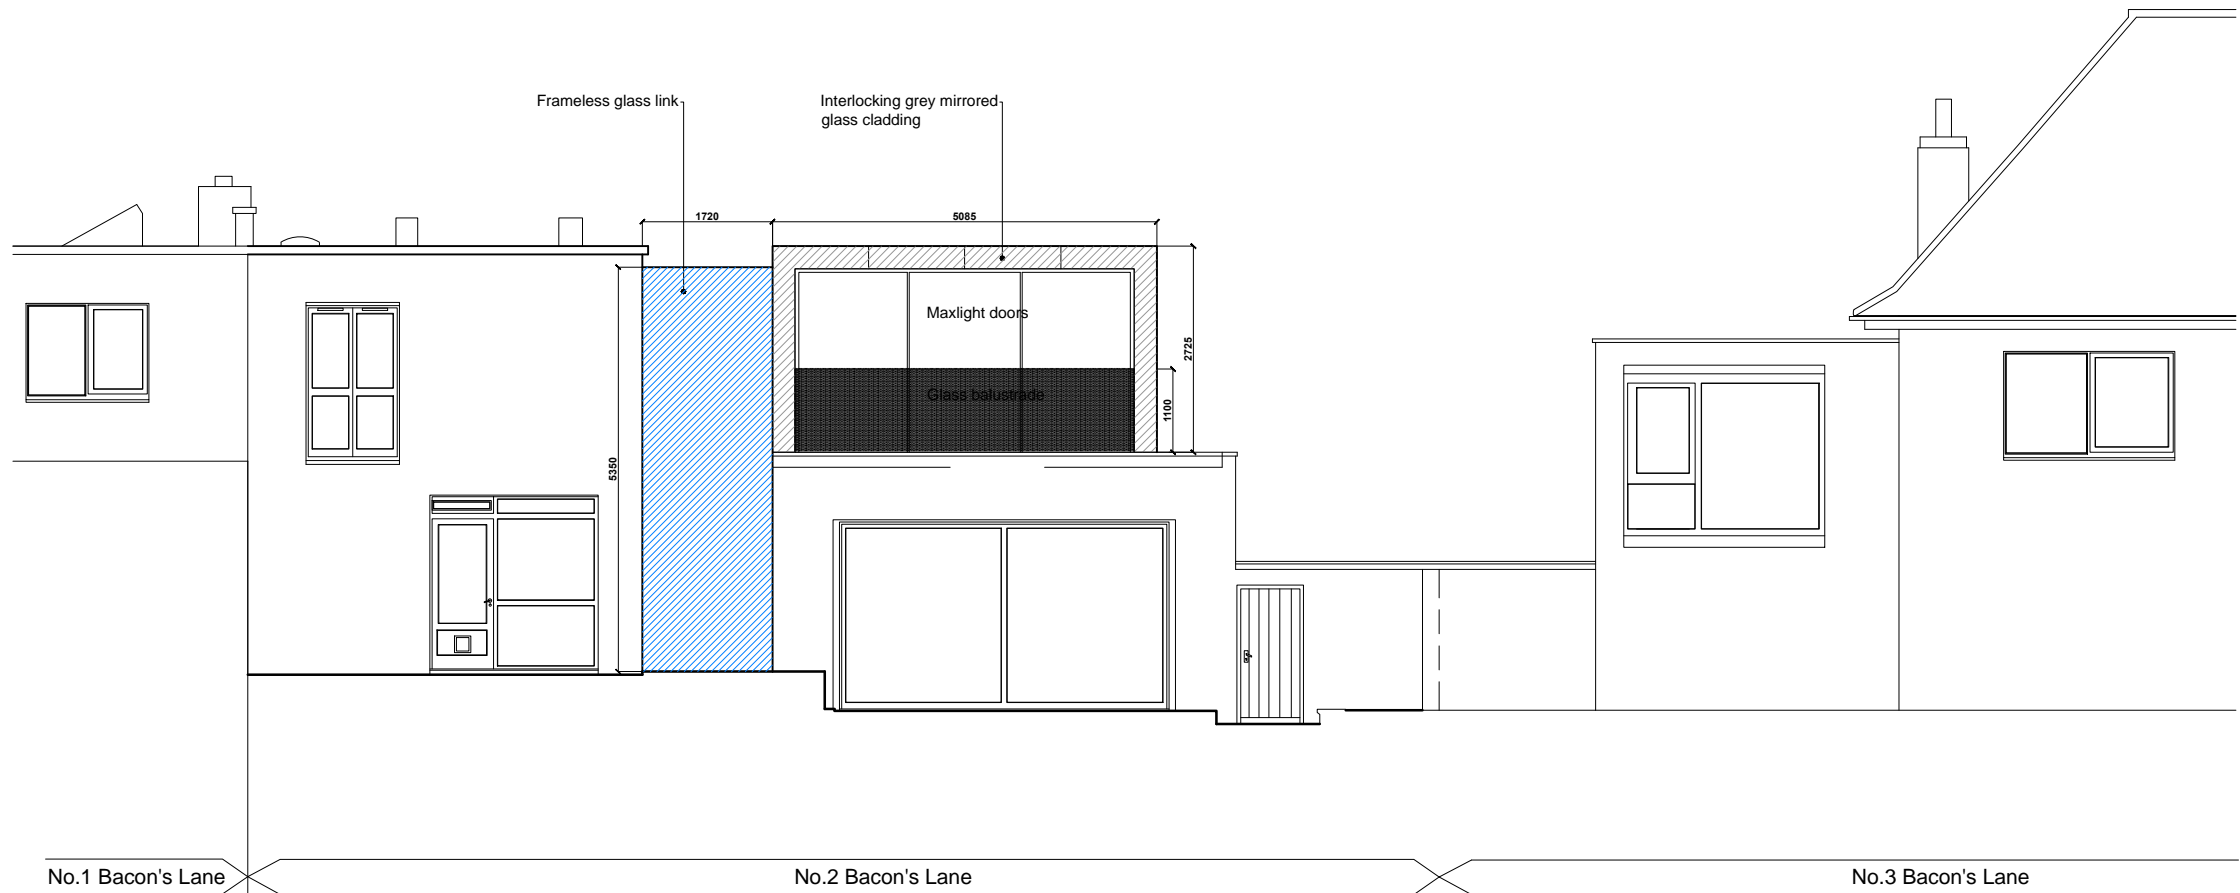 Frameless glass link
Interlocking grey mirrored
glass cladding
1720
5085
Maxlight doors
2725
Glass balustrade
1100
5350
No.1 Bacon's Lane
No.2 Bacon's Lane
No.3 Bacon's Lane